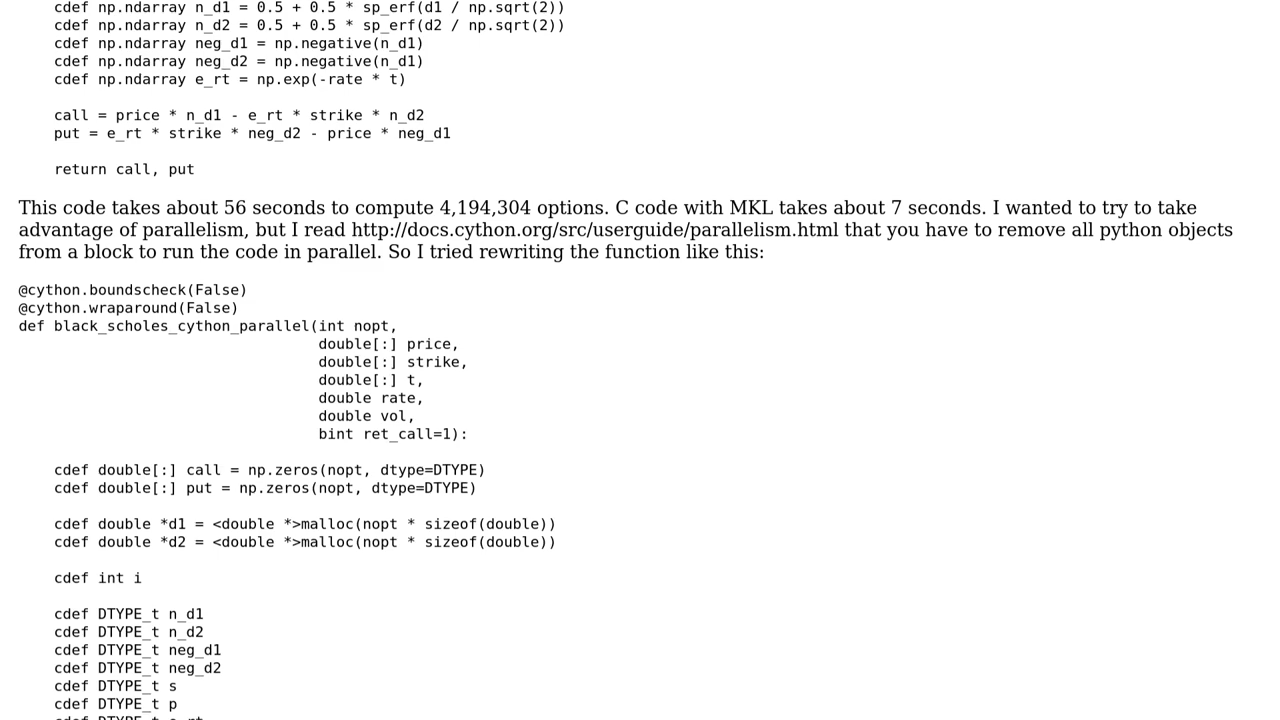 cdef np.ndarray n_d1 = 0.5 + 0.5 * sp_erf(d1 / np.sqrt(2))
cdef np.ndarray n_d2 = 0.5 + 0.5 * sp_erf(d2 / np.sqrt(2))
cdef np.ndarray neg_d1 = np.negative(n_d1)
cdef np.ndarray neg_d2 = np.negative(n_d1)
cdef np.ndarray e_rt = np.exp(-rate * t)
call = price * n_d1 - e_rt * strike * n_d2
put = e_rt * strike * neg_d2 - price * neg_d1
return call, put
This code takes about 56 seconds to compute 4,194,304 options. C code with MKL takes about 7 seconds. I wanted to try to take
advantage of parallelism, but I read http://docs.cython.org/src/userguide/parallelism.html that you have to remove all python objects
from a block to run the code in parallel. So I tried rewriting the function like this:
@cython.boundscheck(False)
@cython.wraparound(False)
def black_scholes_cython_parallel(int nopt,
double[:] price,
double[:] strike,
double[:] t,
double rate,
double vol,
bint ret_call=1):
cdef double[:] call = np.zeros(nopt, dtype=DTYPE)
cdef double[:] put = np.zeros(nopt, dtype=DTYPE)
cdef double *d1 = <double *>malloc(nopt * sizeof(double))
cdef double *d2 = <double *>malloc(nopt * sizeof(double))
cdef int i
cdef DTYPE_t n_d1
cdef DTYPE_t n_d2
cdef DTYPE_t neg_d1
cdef DTYPE_t neg_d2
cdef DTYPE_t s
cdef DTYPE_t p